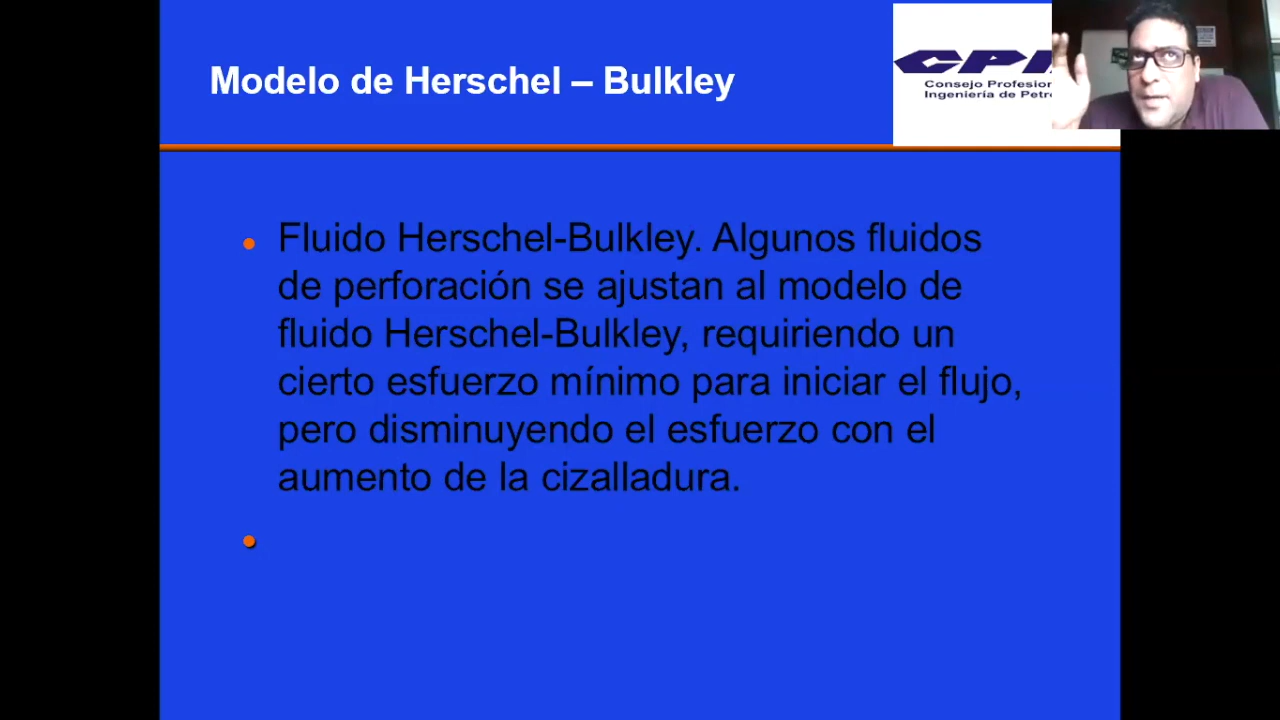 Modelo de Herschel – Bulkley
Consejo Profesion
Ingeniería de Petr
Fluido Herschel-Bulkley. Algunos fluidos
de perforación se ajustan al modelo de
fluido Herschel-Bulkley, requiriendo un
cierto esfuerzo mínimo para iniciar el flujo,
pero disminuyendo el esfuerzo con el
aumento de la cizalladura.